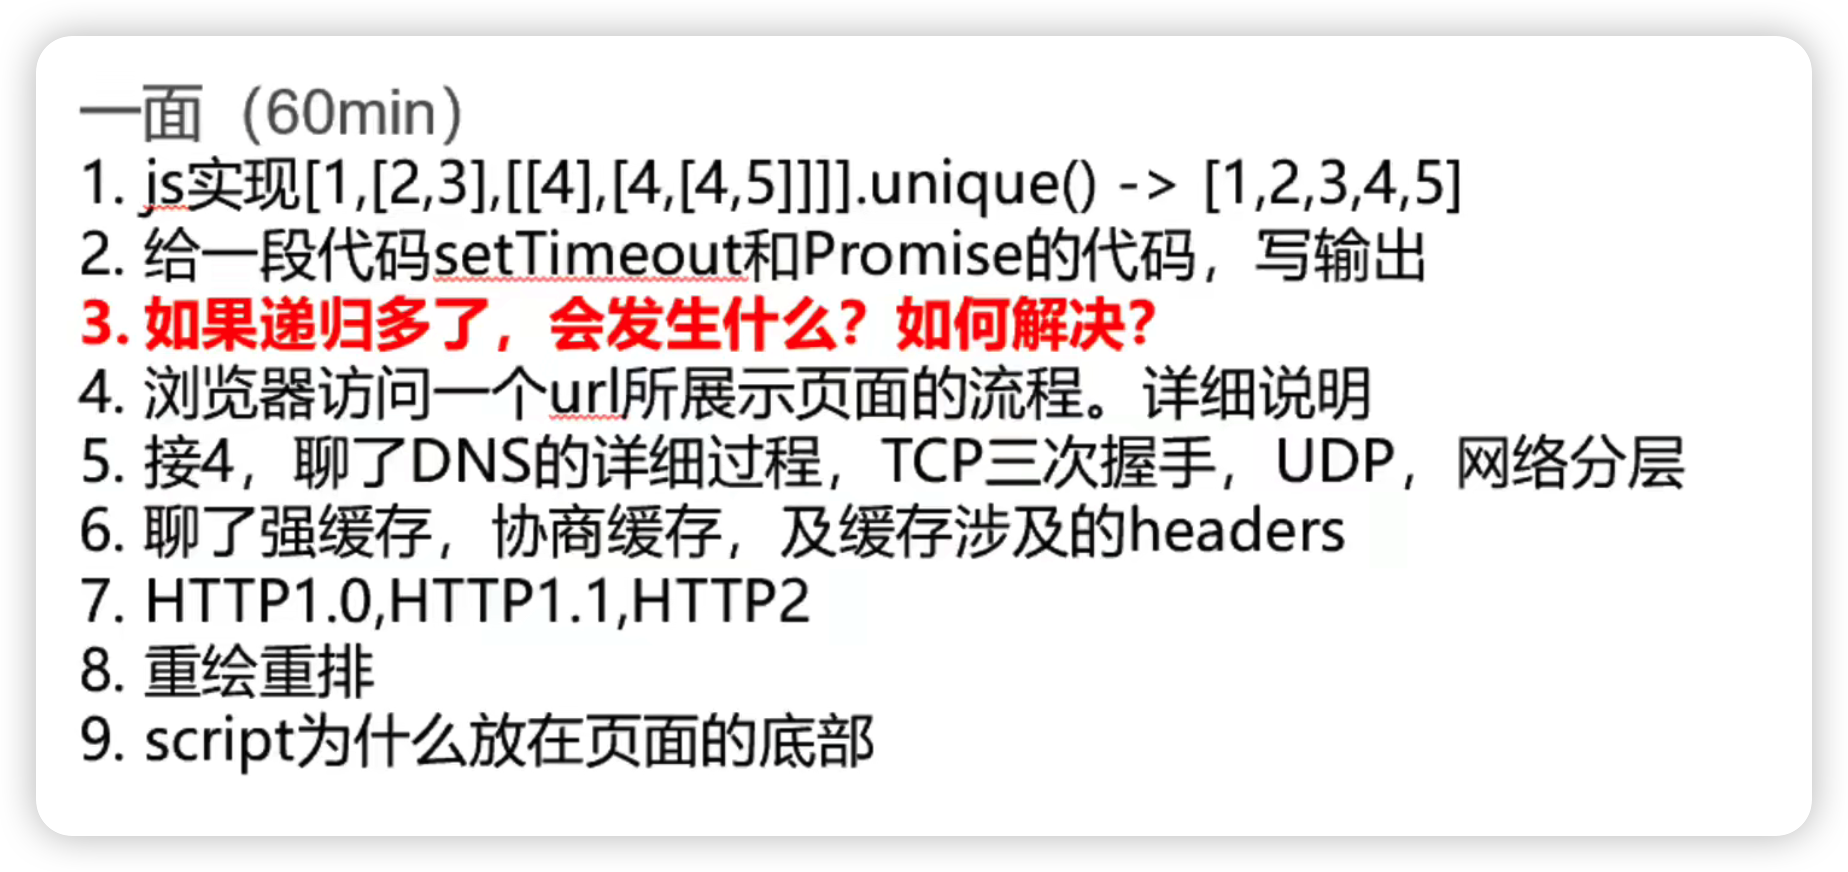 一面（60min）
1. js实现[1,[2,3],[[4],[4,[4,5]]]].unique() -> [1,2,3,4,5]
2. 给一段代码setTimeout和Promise的代码，写输出
3. 如果递归多了，会发生什么？如何解决？
4. 浏览器访问一个url所展示页面的流程。详细说明
5. 接4，聊了DNS的详细过程，TCP三次握手，UDP，网络分层
6. 聊了强缓存，协商缓存，及缓存涉及的headers
7. HTTP1.0,HTTP1.1,HTTP2
8. 重绘重排
9. script为什么放在页面的底部